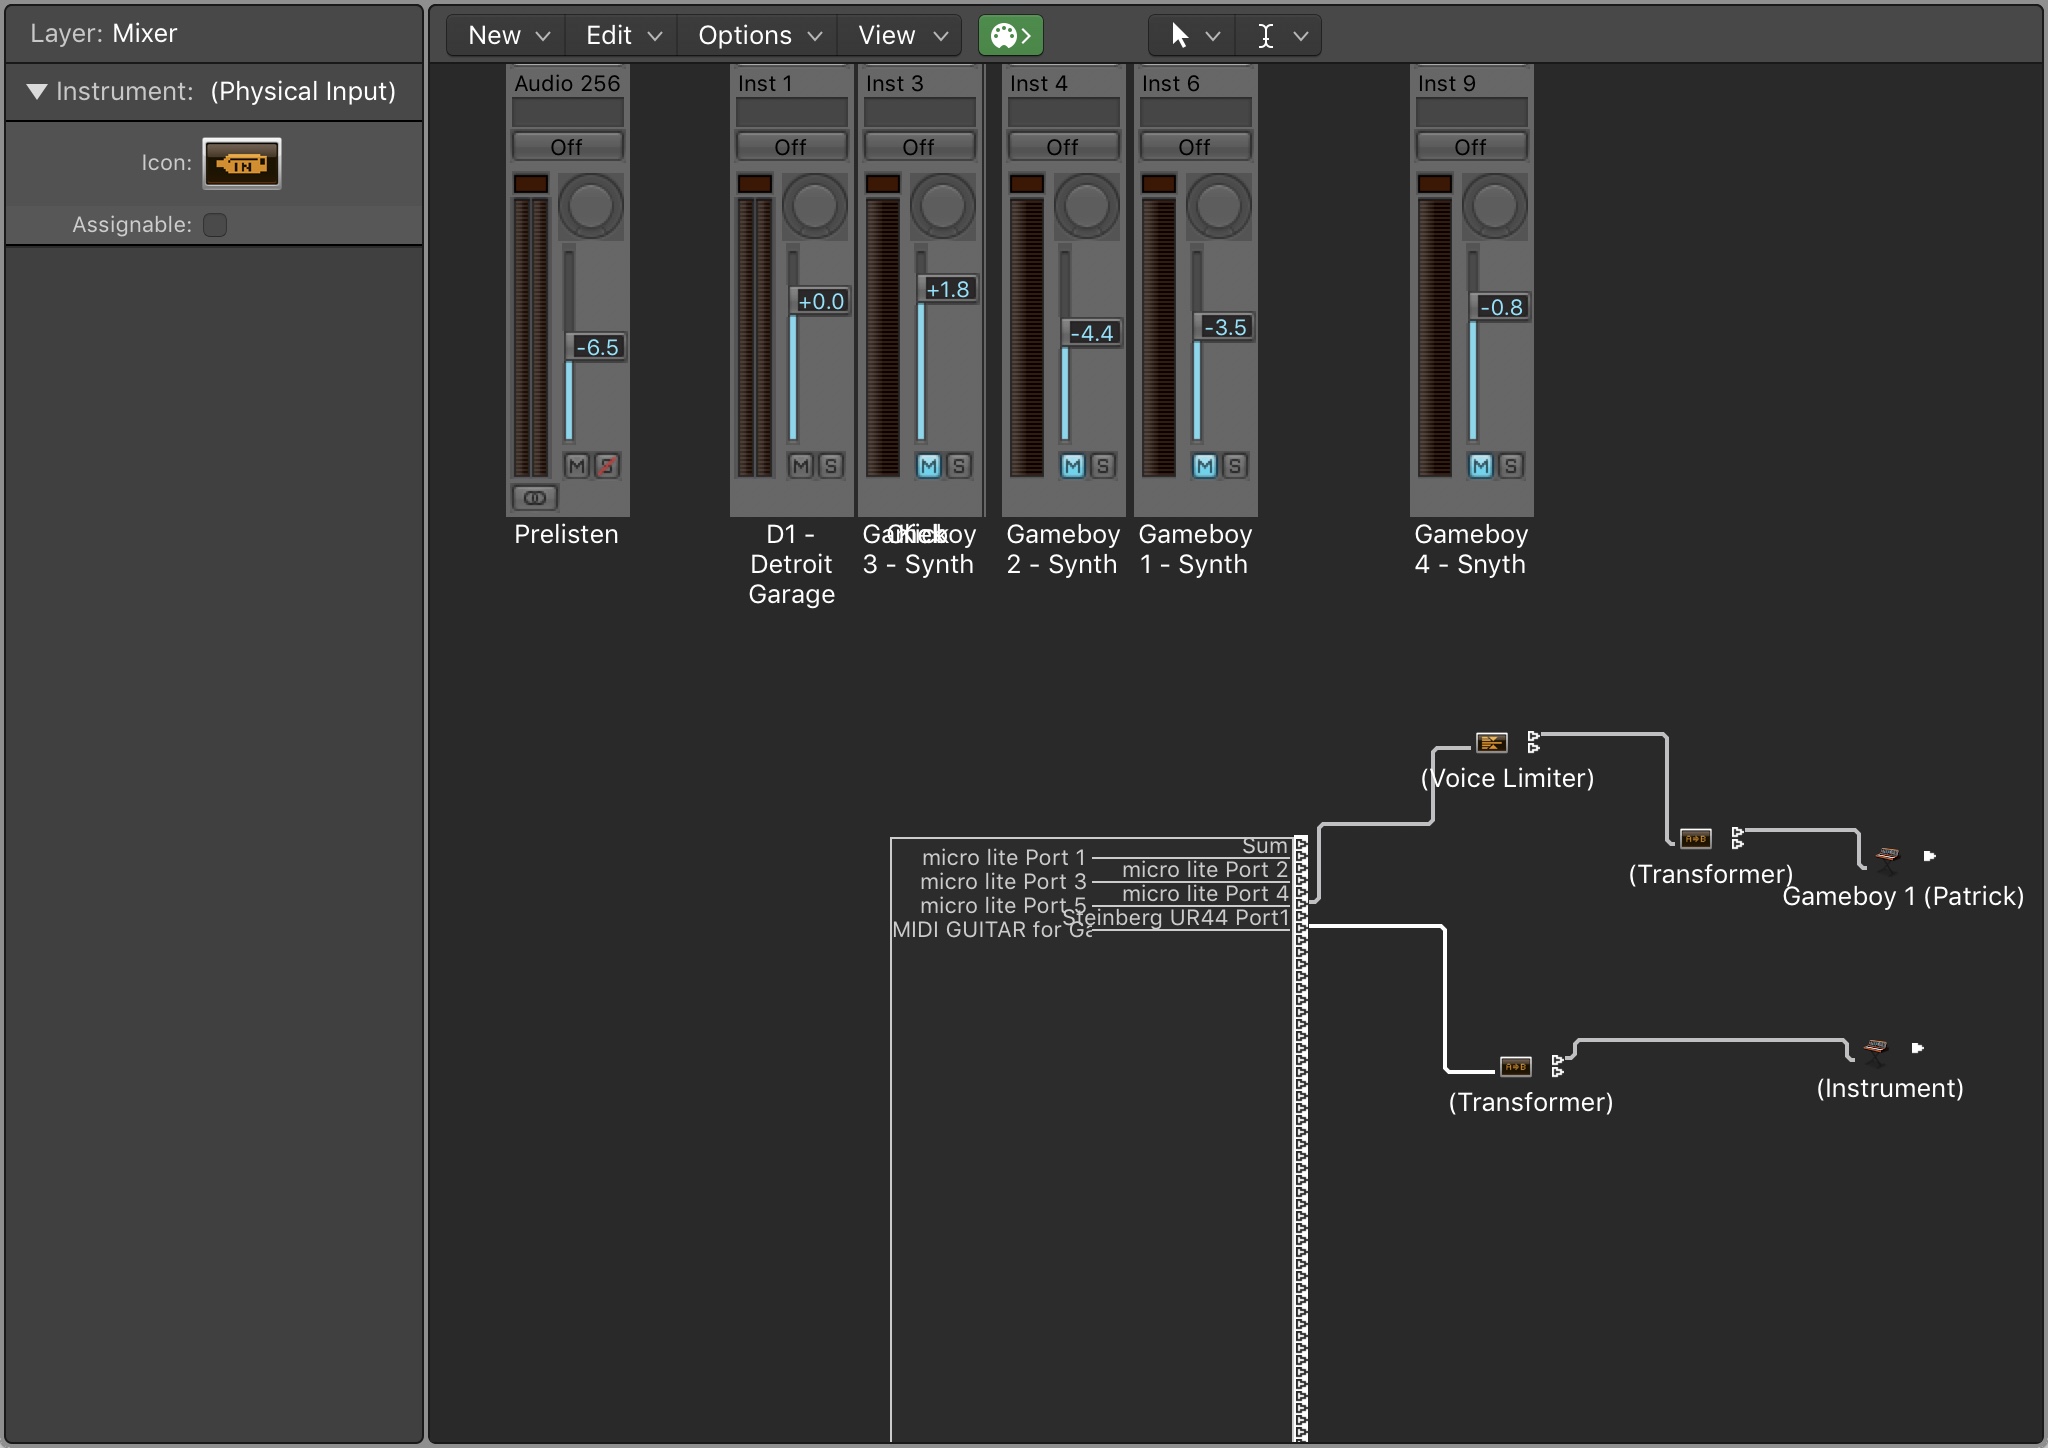 Layer: Mixer
New Edit Options View
Instrument: (Physical Input)
Icon:
IN
Assignable:
Audio 256
Inst 1
Inst 3
Inst 4
Inst 6
Inst 9
Off
Off
Off
Off
Off
Off
-6.5
+0.0
+1.8
-4.4
-3.5
-0.8
M S
M S
M S
M S
M S
M S
Prelisten
D1 -
Detroit
Garage
3 - Synth
Gameboy
2 - Synth
Gameboy
1 - Synth
Gameboy
4 - Snyth
(Voice Limiter)
A⇒B
(Transformer)
Gameboy 1 (Patrick)
Sum
micro lite Port 1
micro lite Port 2
micro lite Port 3
micro lite Port 4
micro lite Port 5
Steinberg UR44 Port1
MIDI GUITAR for
A⇒B
(Transformer)
(Instrument)